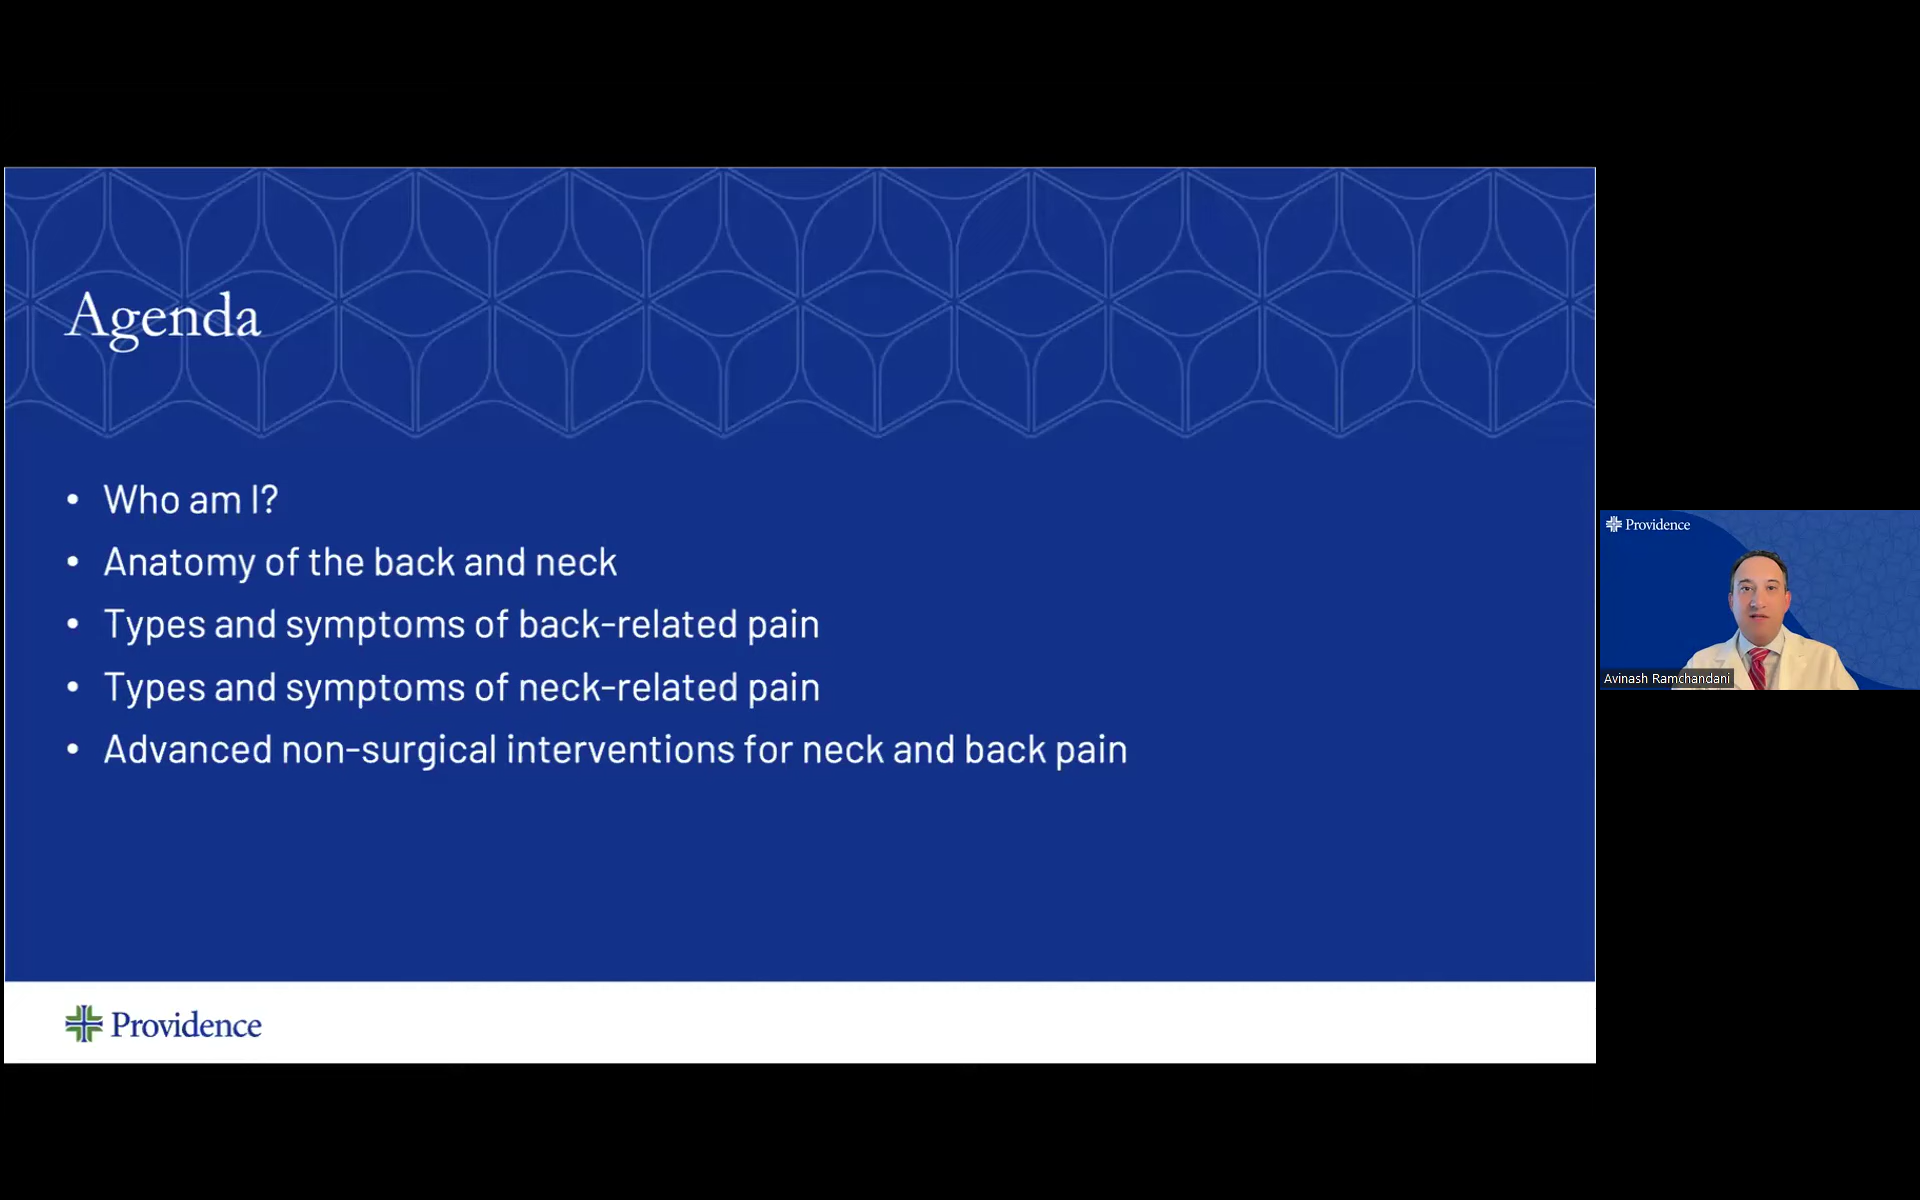 Agenda
• Who am I?
• Anatomy of the back and neck
• Types and symptoms of back-related pain
• Types and symptoms of neck-related pain
• Advanced non-surgical interventions for neck and back pain
Providence
Providence
Avinash Ramchandani